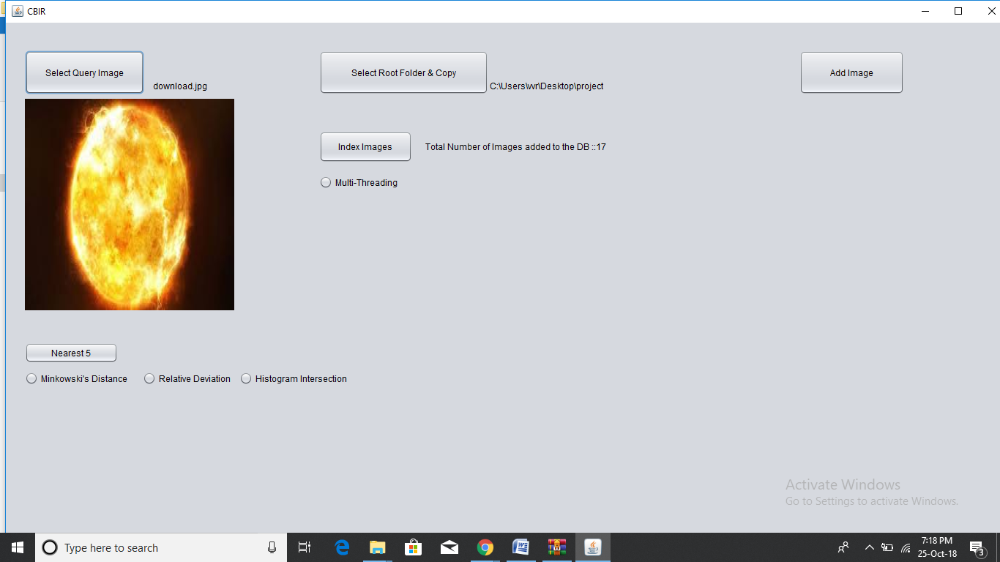 CBIR
Select Query Image
download.jpg
Select Root Folder & Copy
C:\Users\vvr\Desktop\project
Add Image
Index Images
Total Number of Images added to the DB ::17
Multi-Threading
Nearest 5
Minkowski's Distance
Relative Deviation
Histogram Intersection
Activate Windows
Go to Settings to activate Windows.
Type here to search
7:18 PM
25-Oct-18
3